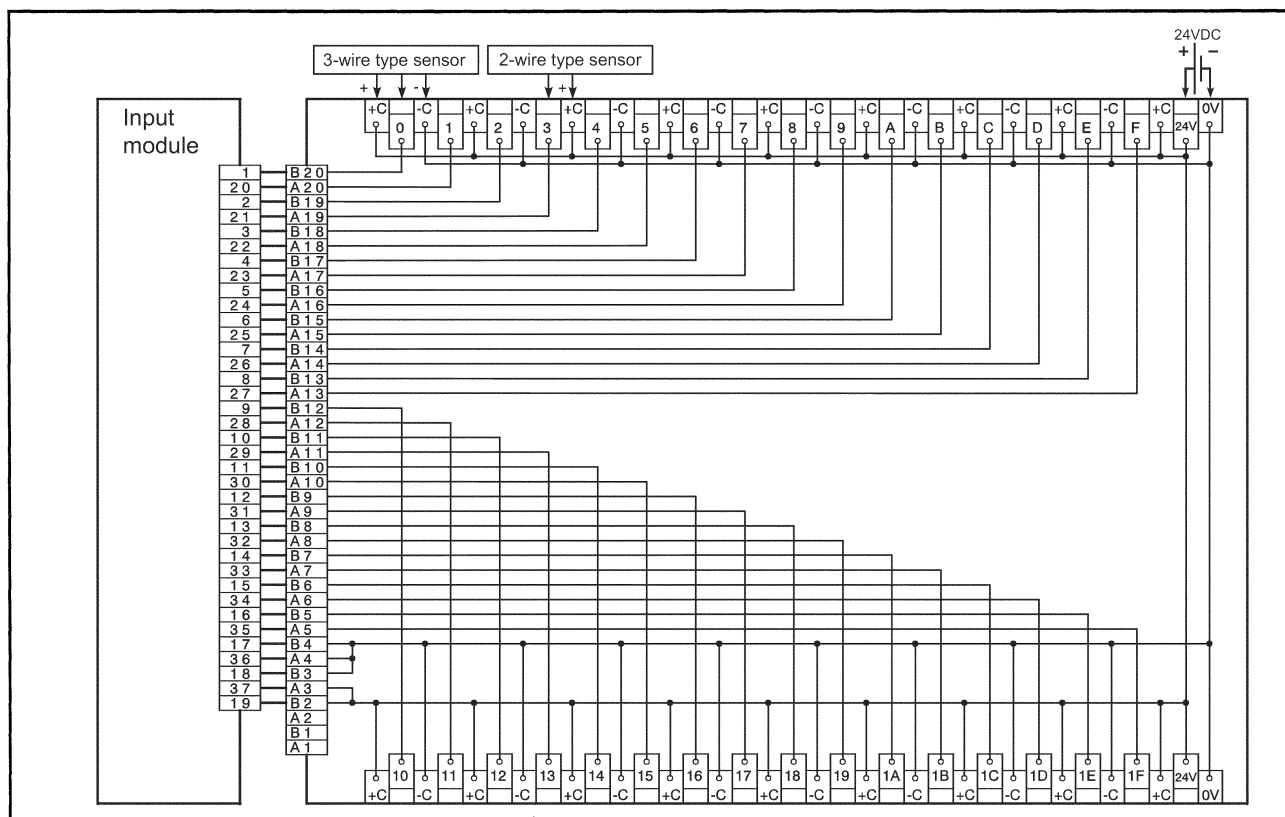 24VDC
+ −
3-wire type sensor 2-wire type sensor
+ - +
Input
module
+C -C +C -C +C -C +C -C +C -C +C -C +C -C +C -C +C 0V
0 1 2 3 4 5 6 7 8 9 A B C D E F 24V
1 B20
20 A20
2 B19
21 A19
3 B18
22 A18
4 B17
23 A17
5 B16
24 A16
6 B15
25 A15
7 B14
26 A14
8 B13
27 A13
9 B12
28 A12
10 B11
29 A11
11 B10
30 A10
12 B9
31 A9
13 B8
32 A8
14 B7
33 A7
15 B6
34 A6
16 B5
35 A5
17 B4
36 A4
18 B3
37 A3
19 B2
A2
B1
A1
10 11 12 13 14 15 16 17 18 19 1A 1B 1C 1D 1E 1F 24V
+C -C +C -C +C -C +C -C +C -C +C -C +C -C +C -C +C 0V